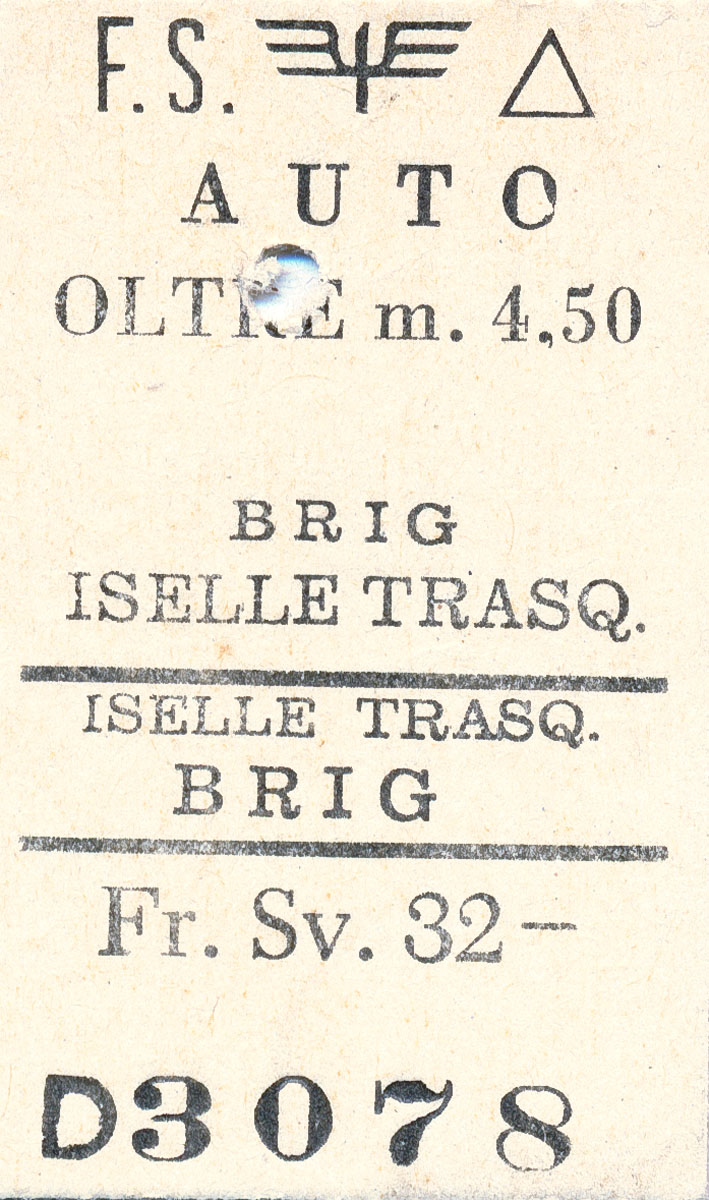 F.S.
AUTO
OLTRE m. 4,50
BRIG
ISELLE TRASQ.
ISELLE TRASQ.
BRIG
Fr. Sv. 32–
D3078